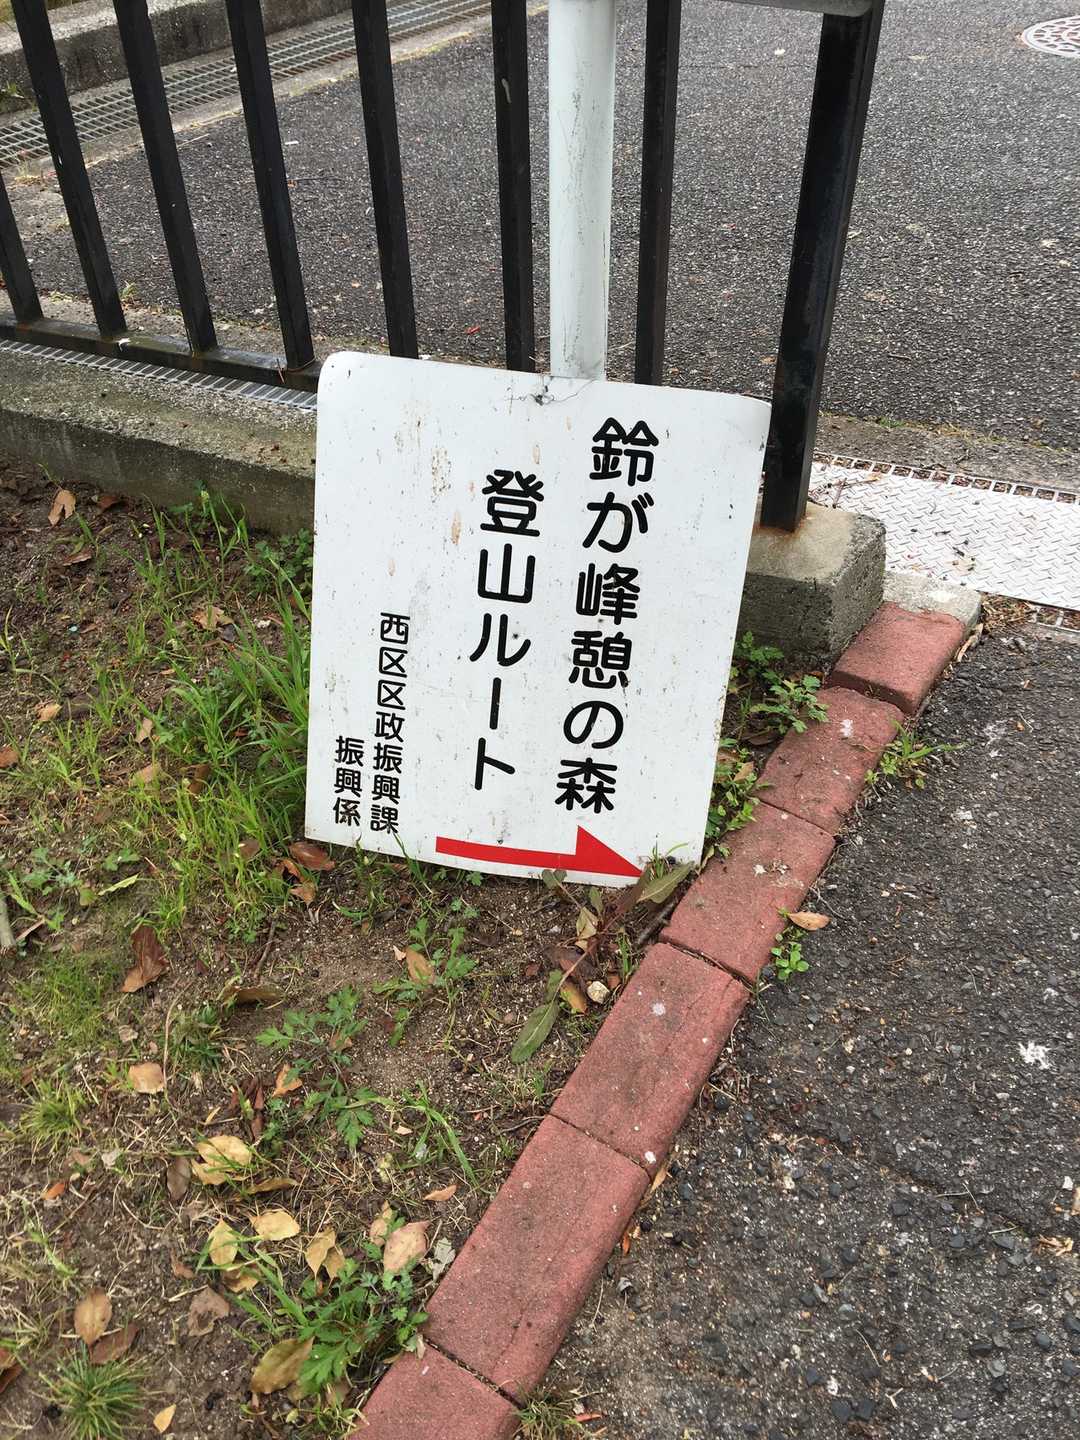 鈴が峰憩の森
登山ルート
西区区政振興課
振興係